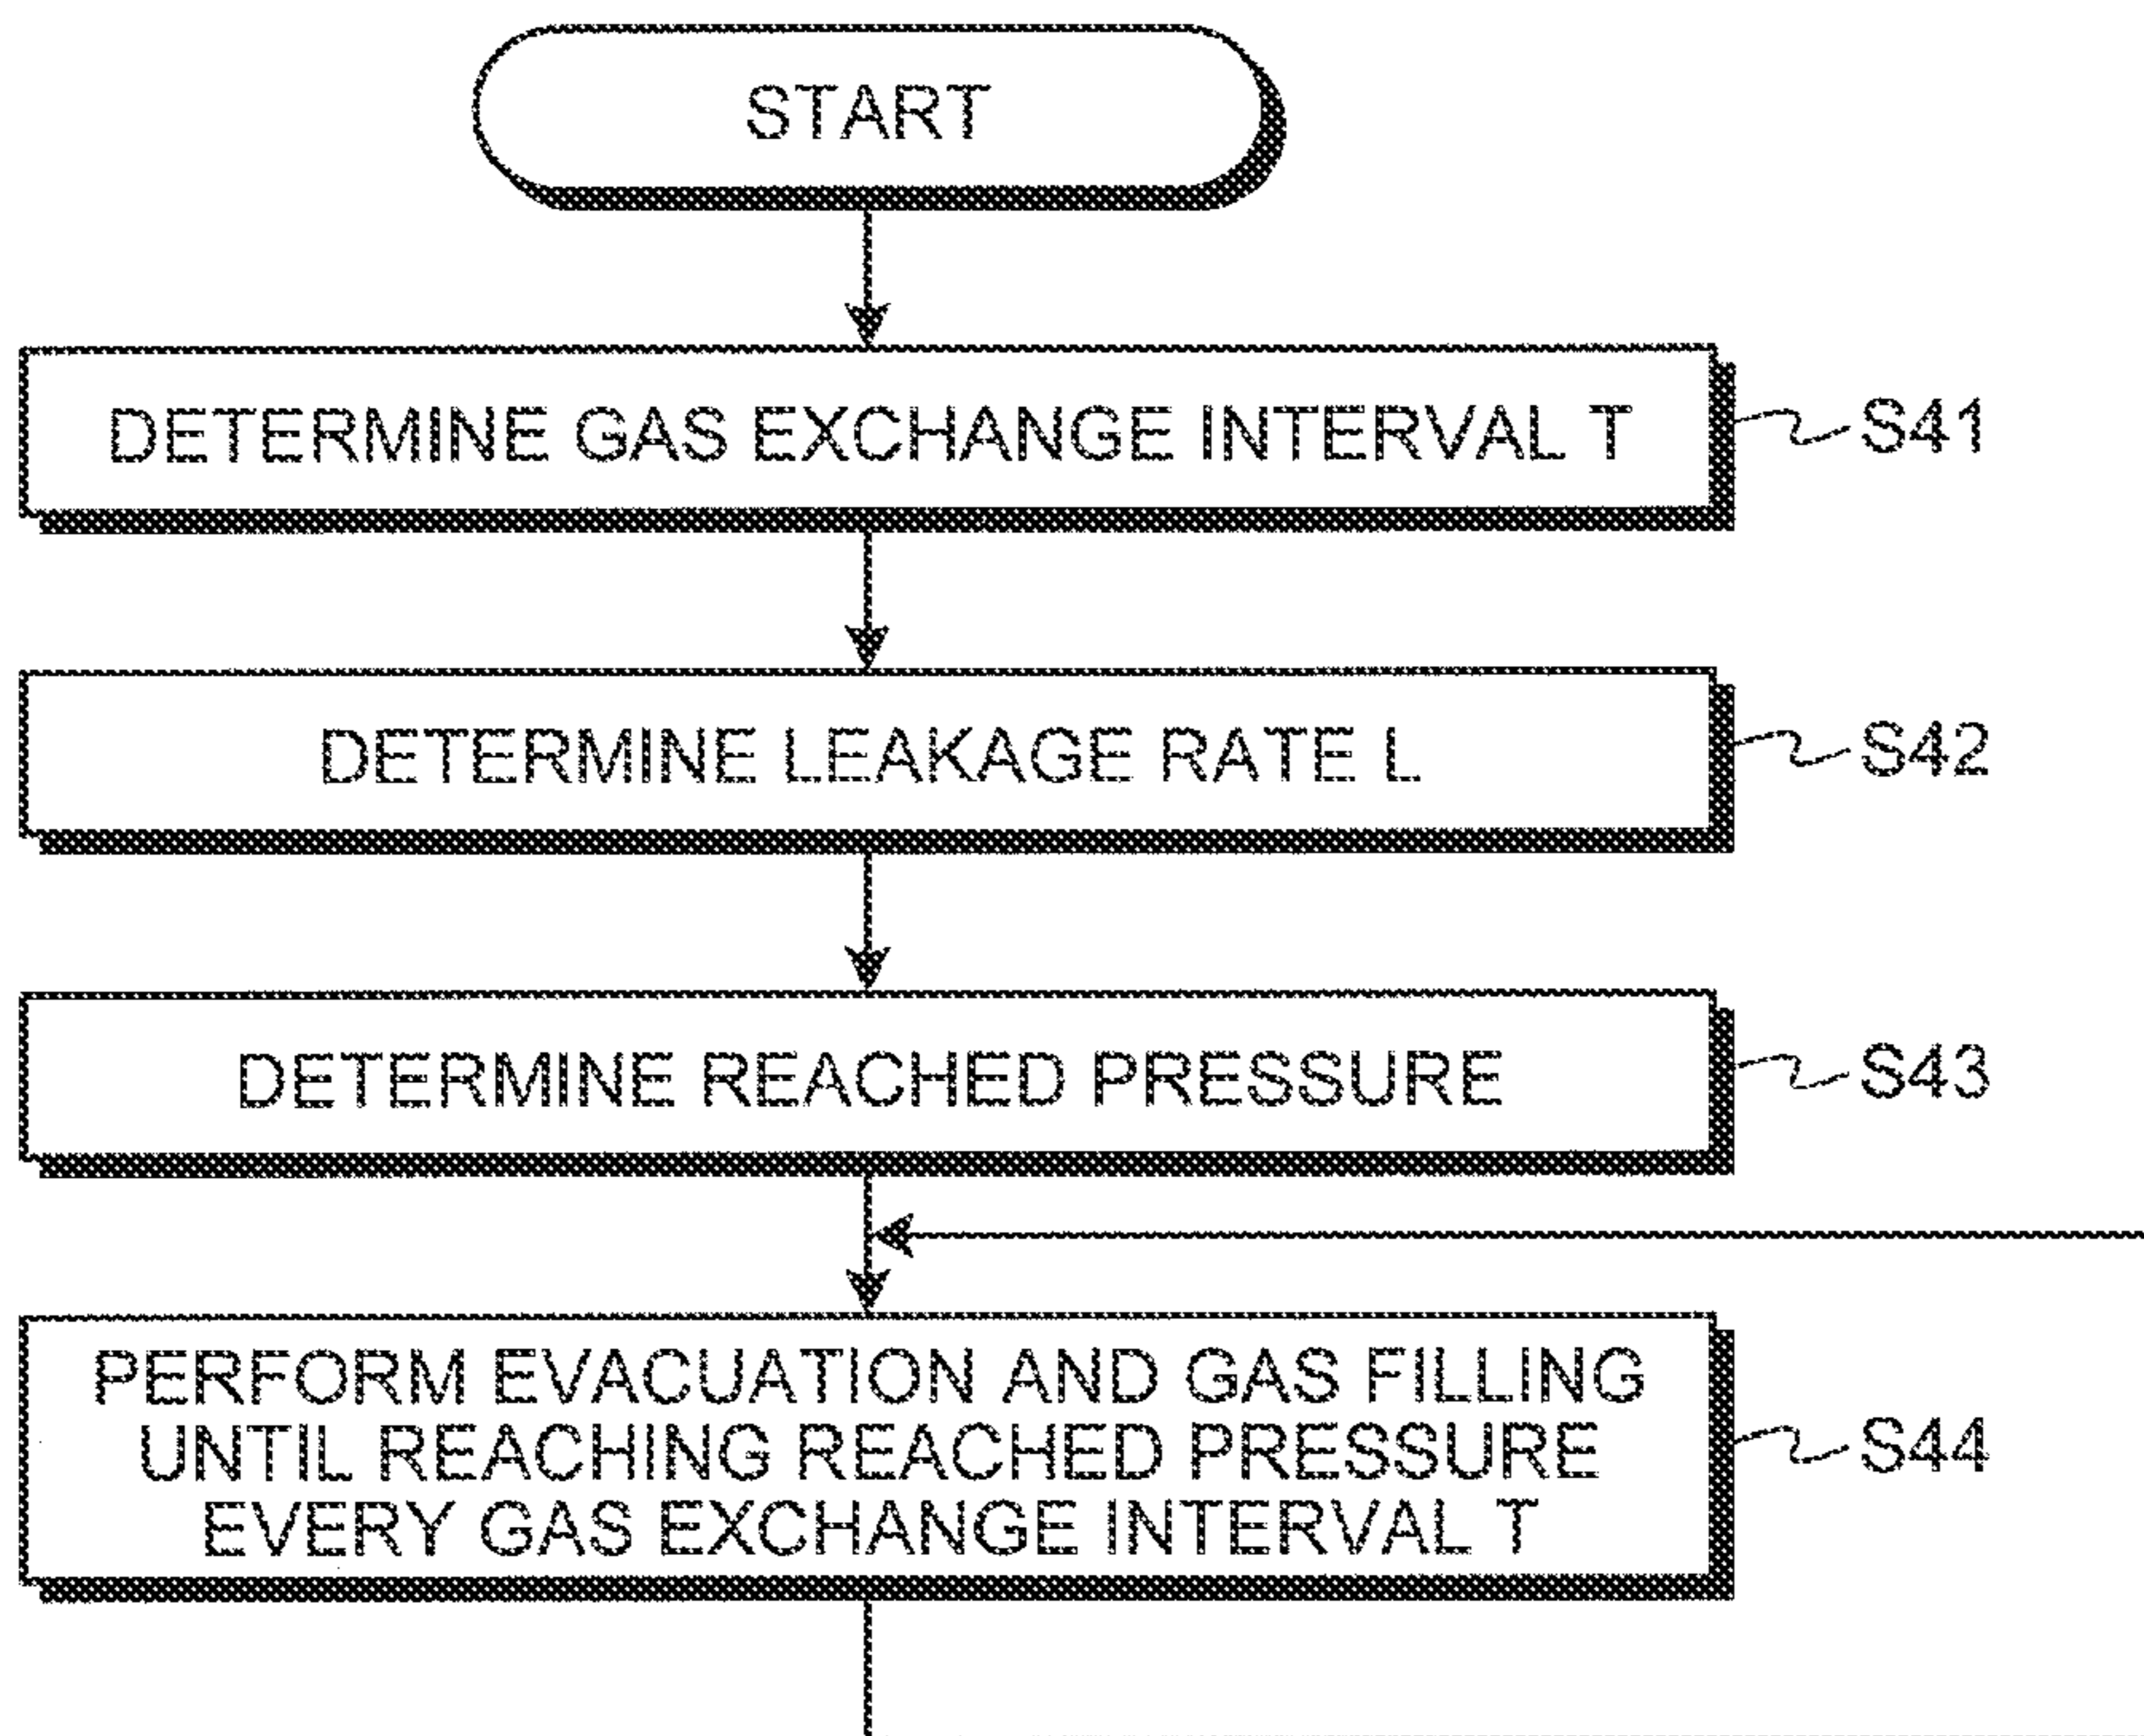 START
DETERMINE GAS EXCHANGE INTERVAL T
S41
DETERMINE LEAKAGE RATE L
S42
DETERMINE REACHED PRESSURE
S43
PERFORM EVACUATION AND GAS FILLING
UNTIL REACHING REACHED PRESSURE
EVERY GAS EXCHANGE INTERVAL T
S44